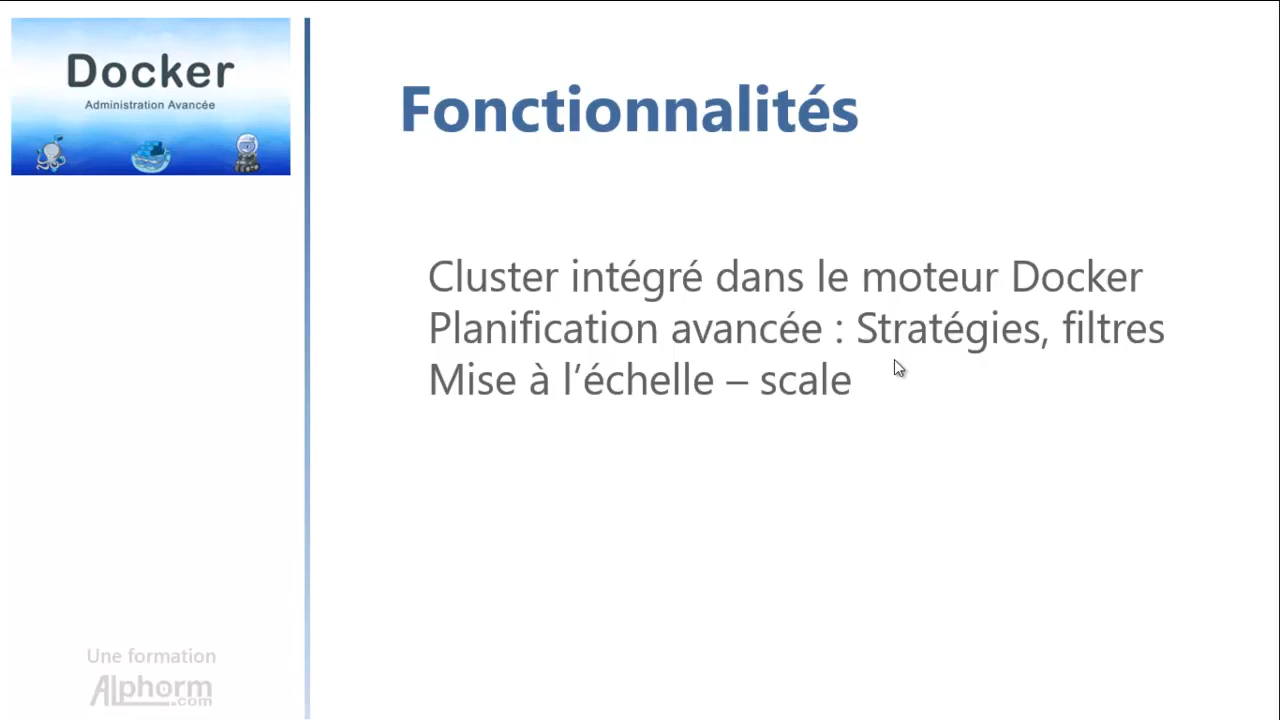 Docker
Administration Avancée
Fonctionnalités
Cluster intégré dans le moteur Docker
Planification avancée : Stratégies, filtres
Mise à l’échelle – scale
Une formation
Alphorm
.com